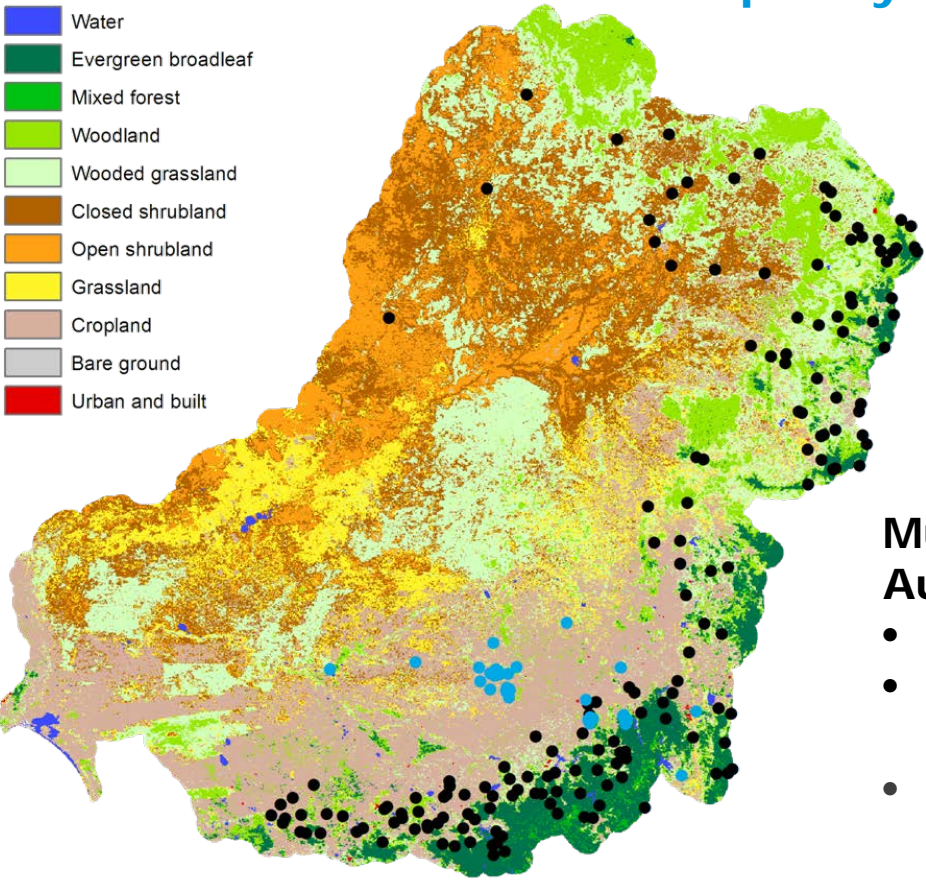 Water
Evergreen broadleaf
Mixed forest
Woodland
Wooded grassland
Closed shrubland
Open shrubland
Grassland
Cropland
Bare ground
Urban and built